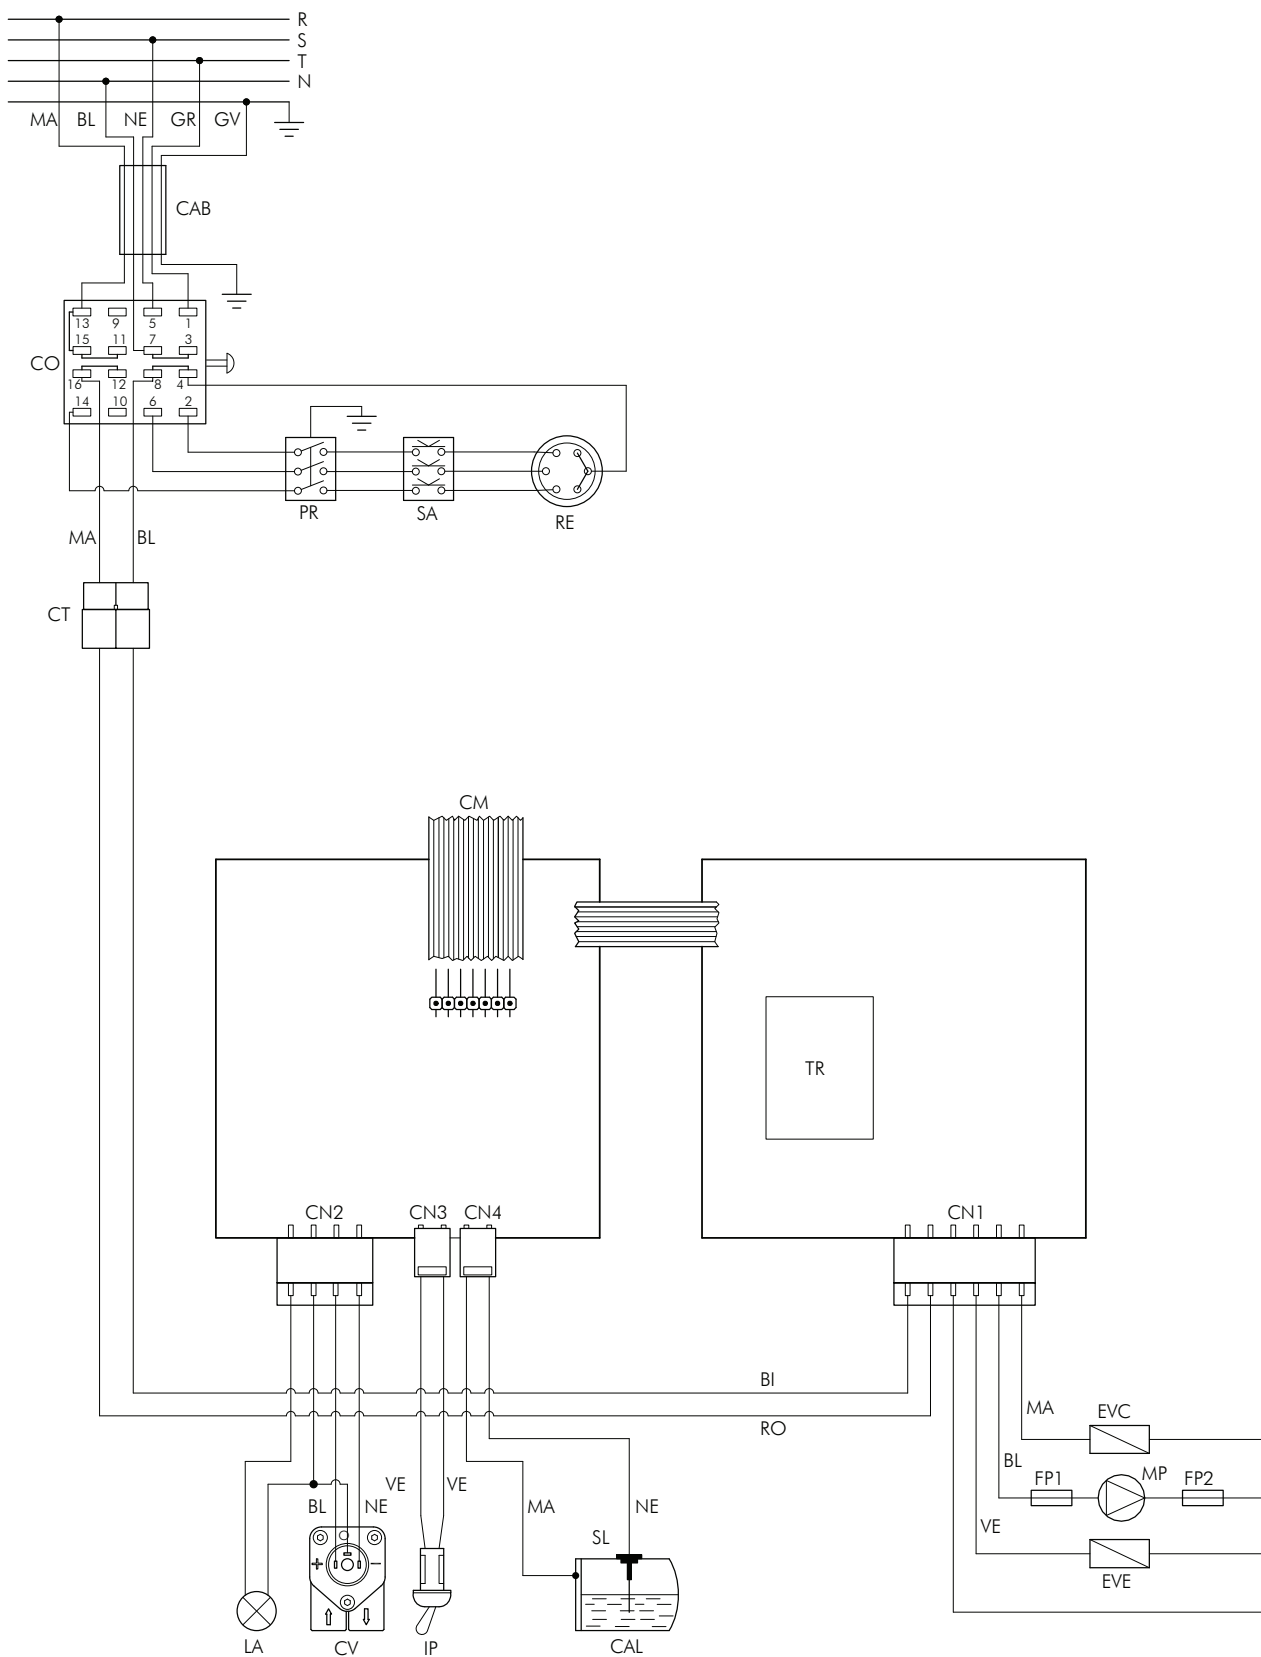 R
S
T
N
MA BL NE GR GV
CAB
13 9 5 1
15 11 7 3
CO
16 12 8 4
14 10 6 2
PR SA RE
MA BL
CT
CM
TR
CN2 CN3 CN4 CN1
BI
RO
MA EVC
BL FP1 MP FP2
VE
EVE
BL NE VE VE MA NE
SL
+ −
LA CV IP CAL